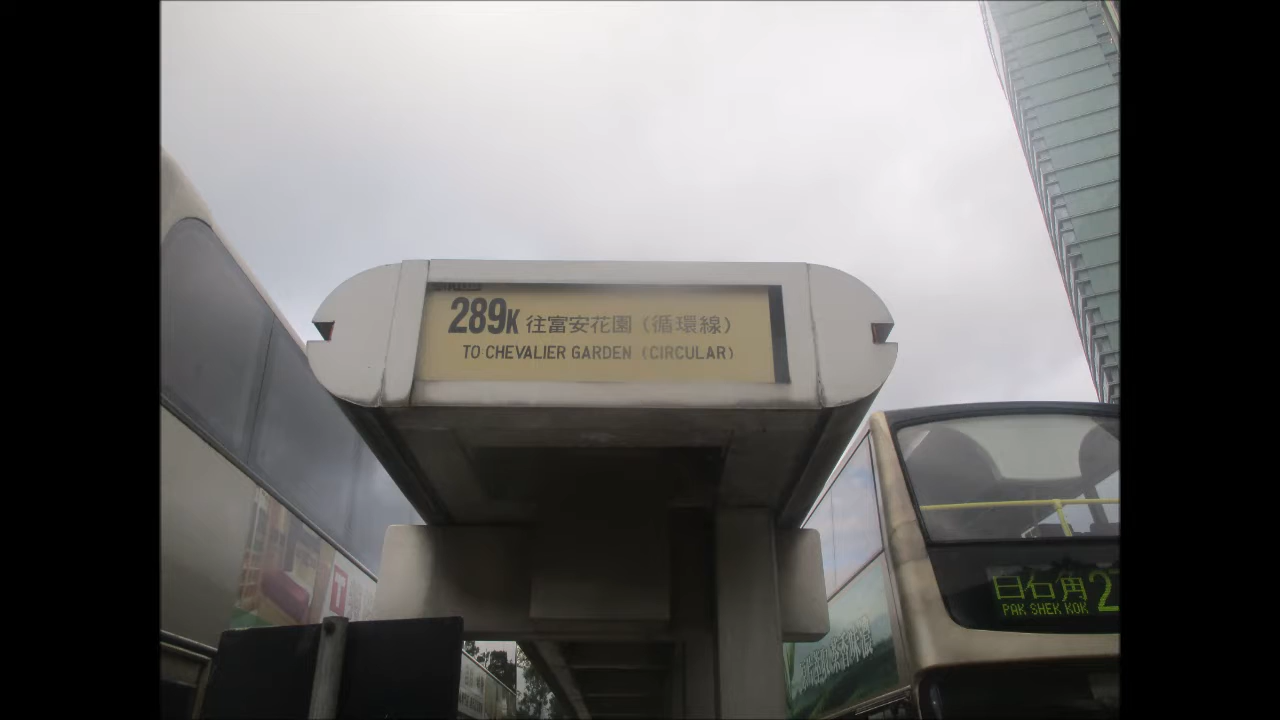 289K 往富安花園（循環線）
TO CHEVALIER GARDEN (CIRCULAR)
白石角 27
PAK SHEK KOK
T